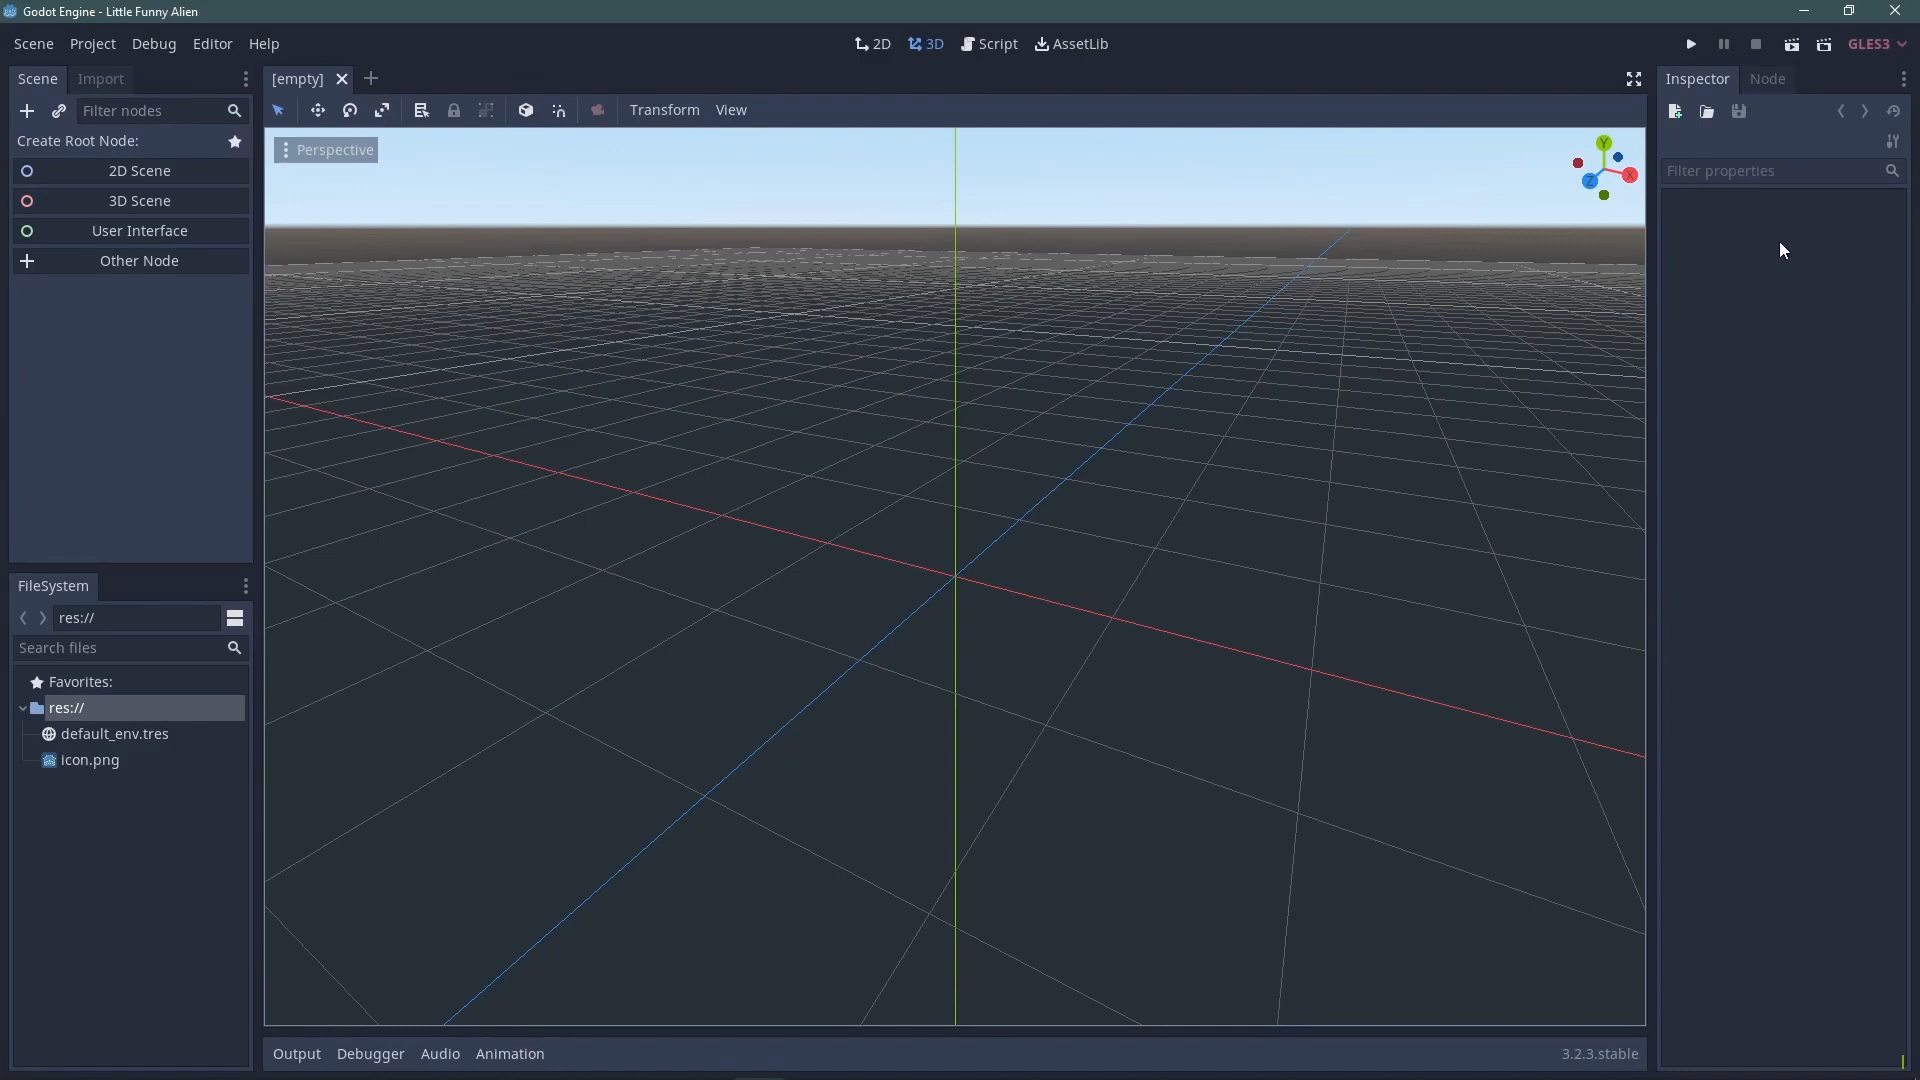 Godot Engine - Little Funny Alien
Scene Project Debug Editor Help
2D 3D Script AssetLib
GLES3
Scene Import
[empty]
Inspector Node
Filter nodes
Transform View
Create Root Node:
Perspective
Y
X
Z
2D Scene
Filter properties
3D Scene
User Interface
Other Node
FileSystem
res://
Search files
Favorites:
res://
default_env.tres
icon.png
Output Debugger Audio Animation
3.2.3.stable